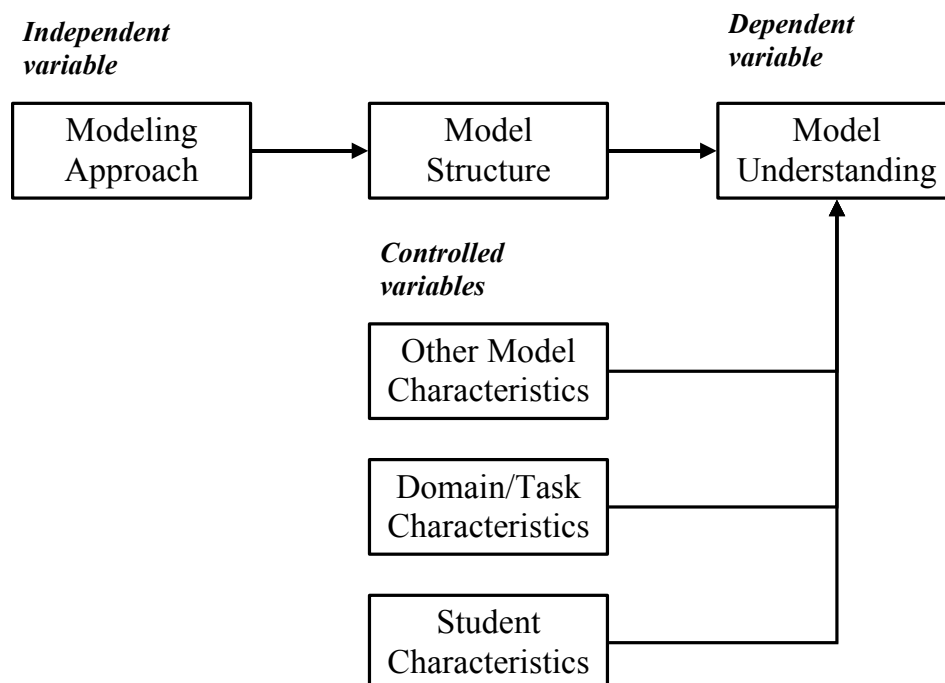 Independent
variable
Dependent
variable
Modeling
Approach
Model
Structure
Model
Understanding
Controlled
variables
Other Model
Characteristics
Domain/Task
Characteristics
Student
Characteristics